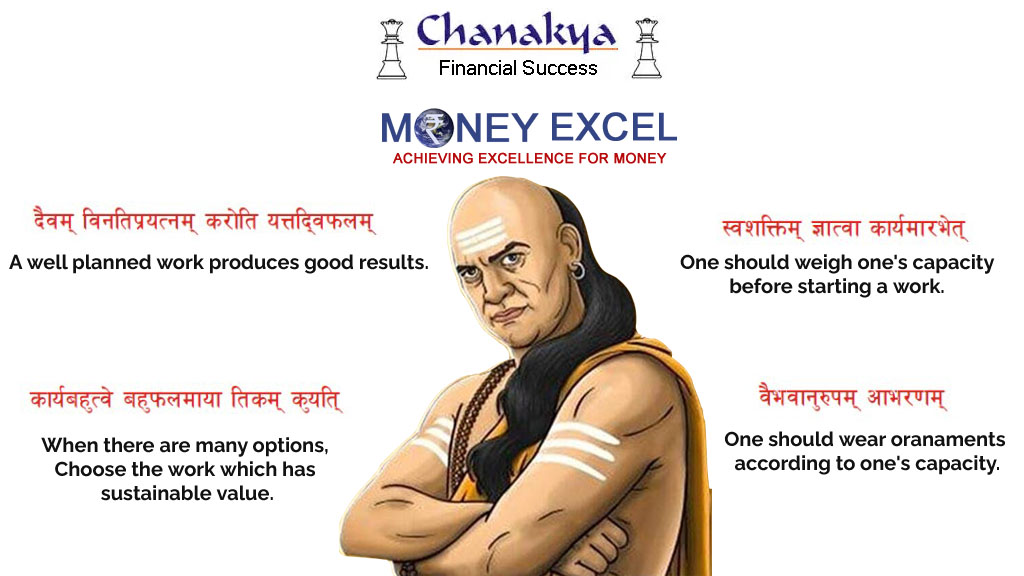 Chanakya
Financial Success
MONEY EXCEL
ACHIEVING EXCELLENCE FOR MONEY
दैवम् विनतिप्रयत्नम् करोति यत्तद्विफलम्
A well planned work produces good results.
स्वशक्तिम् ज्ञात्वा कार्यमारभेत्
One should weigh one's capacity
before starting a work.
कार्यबहुत्वे बहुफलमाया तिकम् कुयति्
When there are many options,
Choose the work which has
sustainable value.
वैभवानुरुपम् आभरणम्
One should wear oranaments
according to one's capacity.